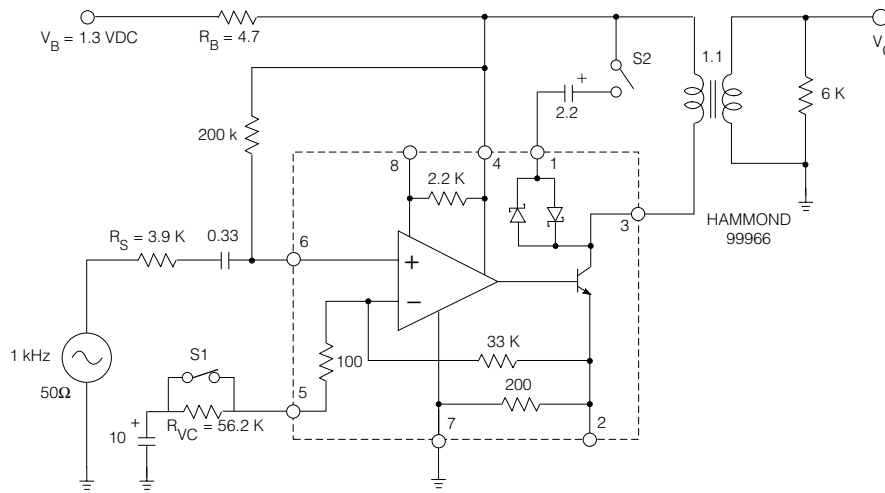 V_B = 1.3 VDC
R_B = 4.7
S2
+
2.2
1.1
V_O
6 K
200 k
8
4
1
2.2 K
3
HAMMOND
99966
R_S = 3.9 K
0.33
6
+
−
1 kHz
50Ω
S1
100
33 K
200
5
+
10
R_VC = 56.2 K
7
2